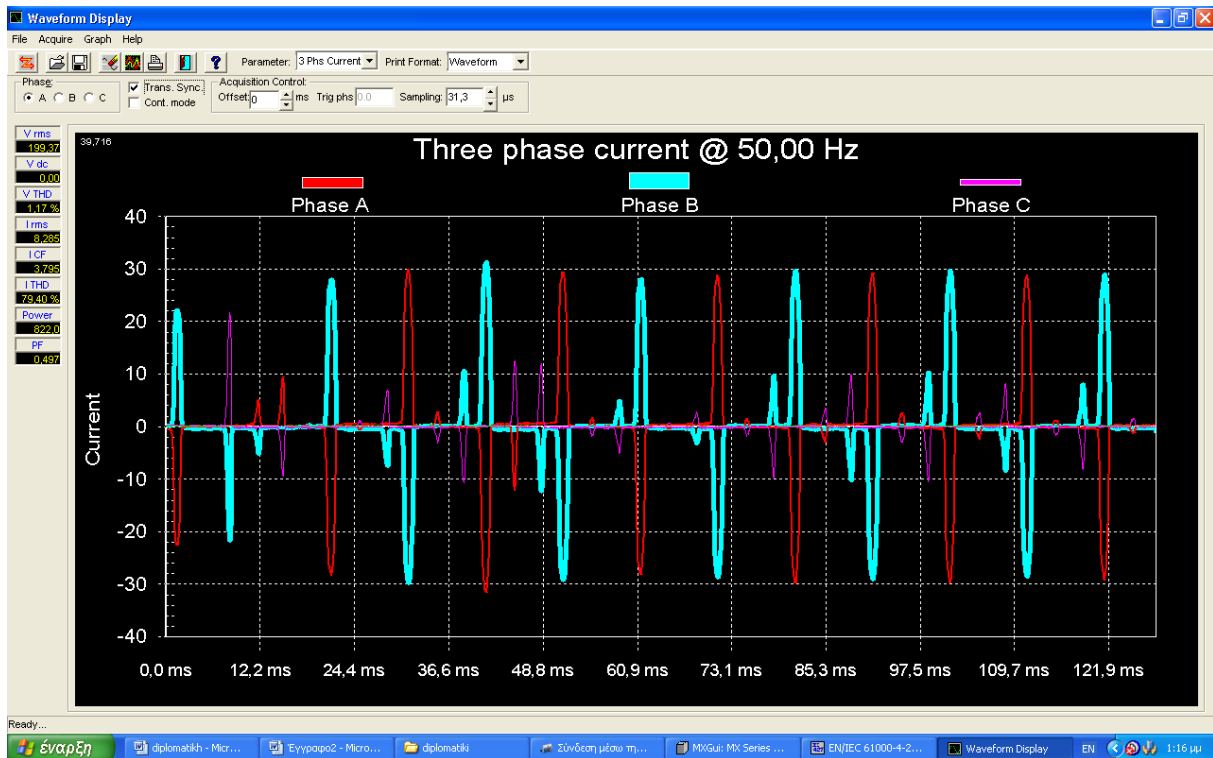 Waveform Display
File Acquire Graph Help
Parameter: 3 Phs Current Print Format: Waveform
Phase:
A B C
Trans. Sync
Cont. mode
Acquisition Control:
Offset: 0 ms Trig phs 0.0 Sampling: 31,3 µs
V rms
199,37
V dc
0,00
V THD
1,17 %
I rms
8,285
I CF
3,795
I THD
79,40 %
Power
822,0
PF
0,497
39,716
Three phase current @ 50,00 Hz
Phase A Phase B Phase C
Current
40
30
20
10
0
-10
-20
-30
-40
0,0 ms 12,2 ms 24,4 ms 36,6 ms 48,8 ms 60,9 ms 73,1 ms 85,3 ms 97,5 ms 109,7 ms 121,9 ms
Ready...
έναρξη diplomatikh - Micr... Έγγραφο2 - Micro... diplomatiki Σύνδεση μέσω τη... MXGui: MX Series ... EN/IEC 61000-4-2... Waveform Display EN 1:16 μμ